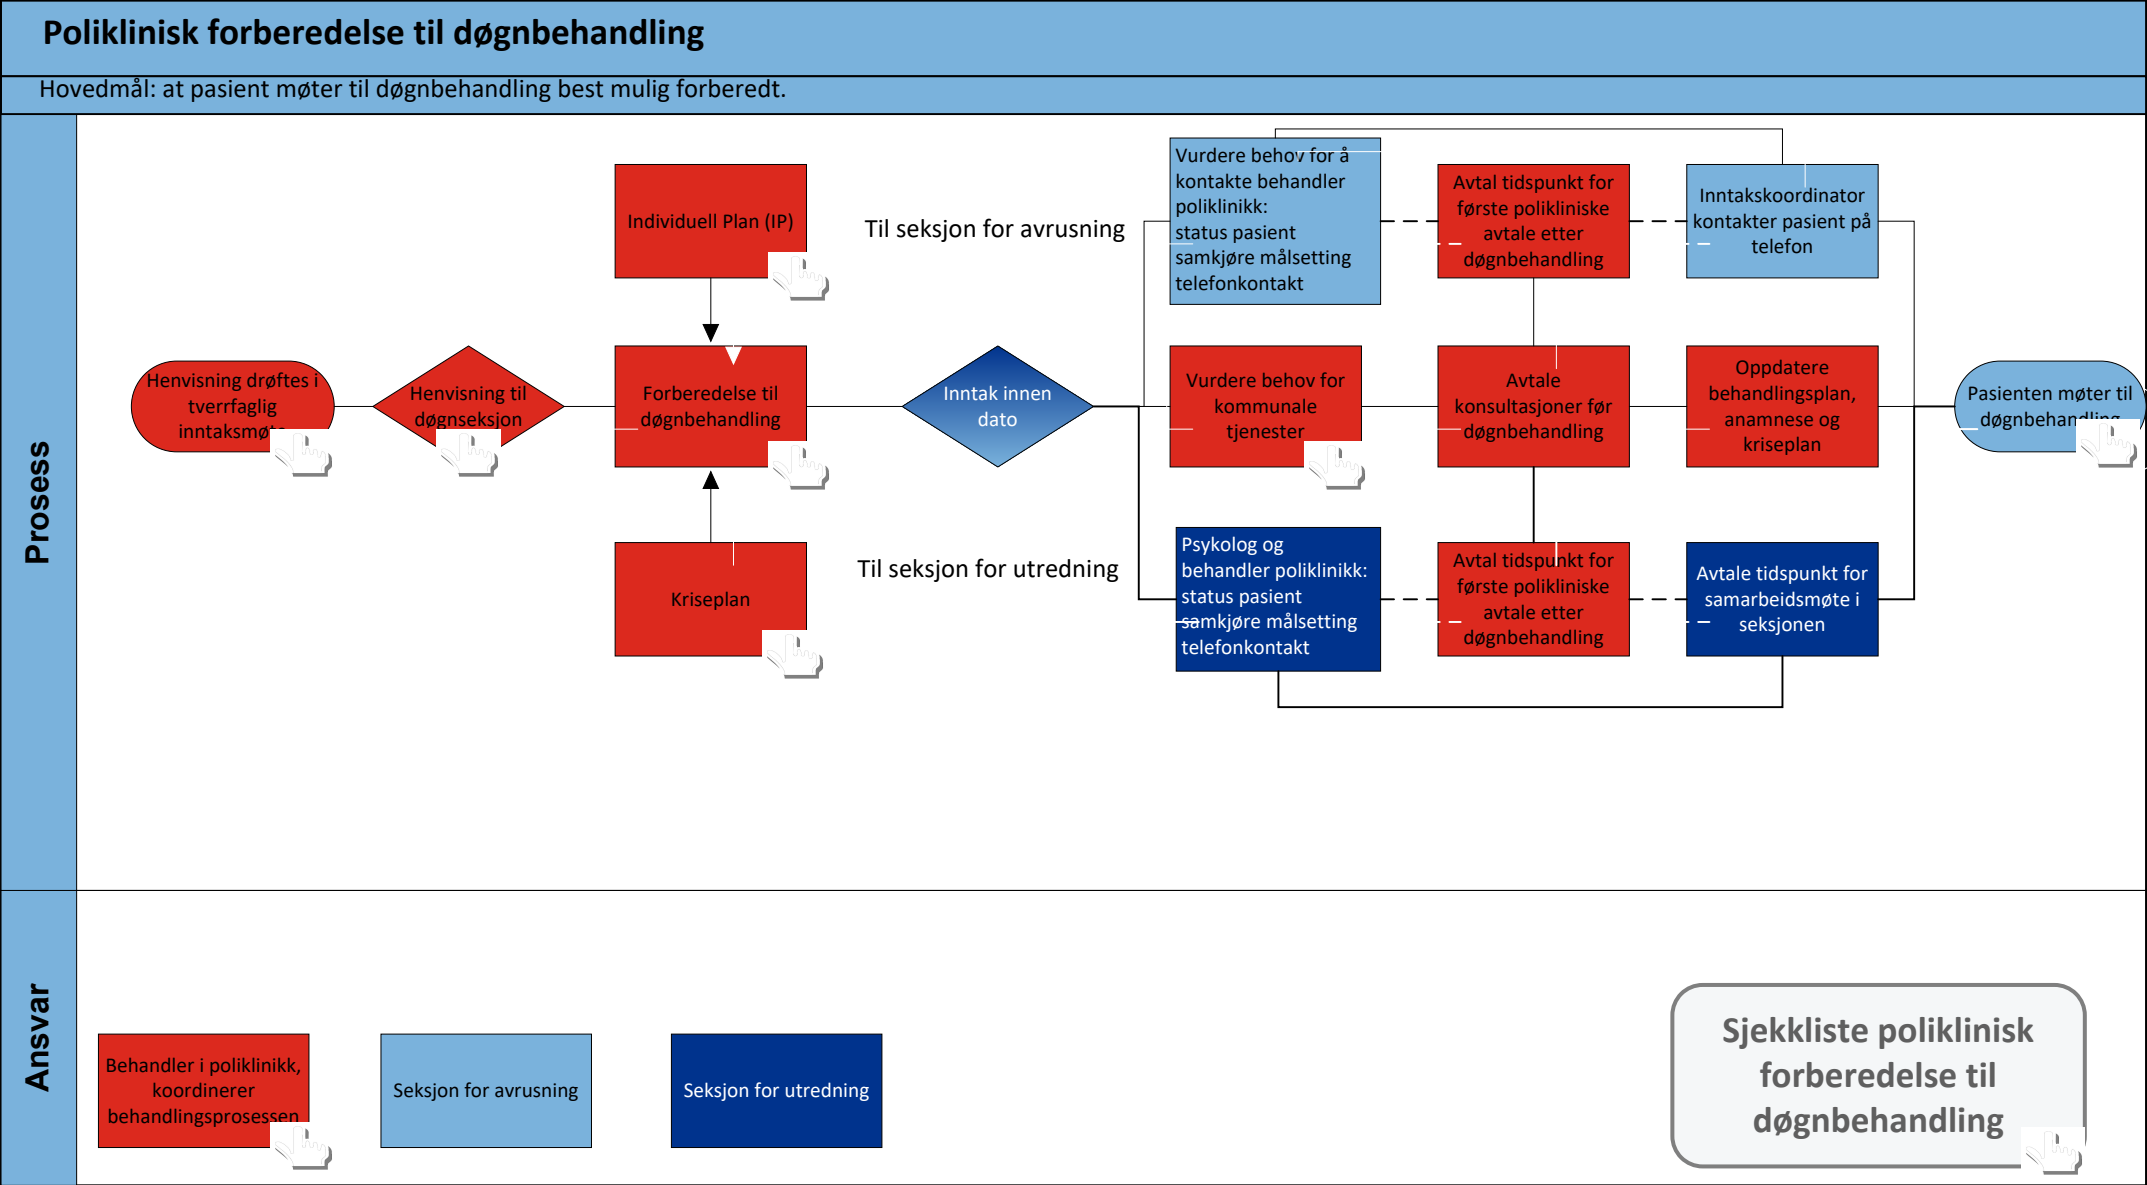 Poliklinisk forberedelse til døgnbehandling
Hovedmål: at pasient møter til døgnbehandling best mulig forberedt.
Prosess
Henvisning drøftes i
tverrfaglig
inntaksmøte
Henvisning til
døgnseksjon
Individuell Plan (IP)
Forberedelse til
døgnbehandling
Kriseplan
Til seksjon for avrusning
Inntak innen
dato
Til seksjon for utredning
Vurdere behov for å
kontakte behandler
poliklinikk:
status pasient
samkjøre målsetting
telefonkontakt
Avtal tidspunkt for
første polikliniske
avtale etter
døgnbehandling
Inntakskoordinator
kontakter pasient på
telefon
Vurdere behov for
kommunale
tjenester
Avtale
konsultasjoner før
døgnbehandling
Oppdatere
behandlingsplan,
anamnese og
kriseplan
Pasienten møter til
døgnbehandling
Psykolog og
behandler poliklinikk:
status pasient
samkjøre målsetting
telefonkontakt
Avtal tidspunkt for
første polikliniske
avtale etter
døgnbehandling
Avtale tidspunkt for
samarbeidsmøte i
seksjonen
Ansvar
Behandler i poliklinikk,
koordinerer
behandlingsprosessen
Seksjon for avrusning
Seksjon for utredning
Sjekkliste poliklinisk
forberedelse til
døgnbehandling